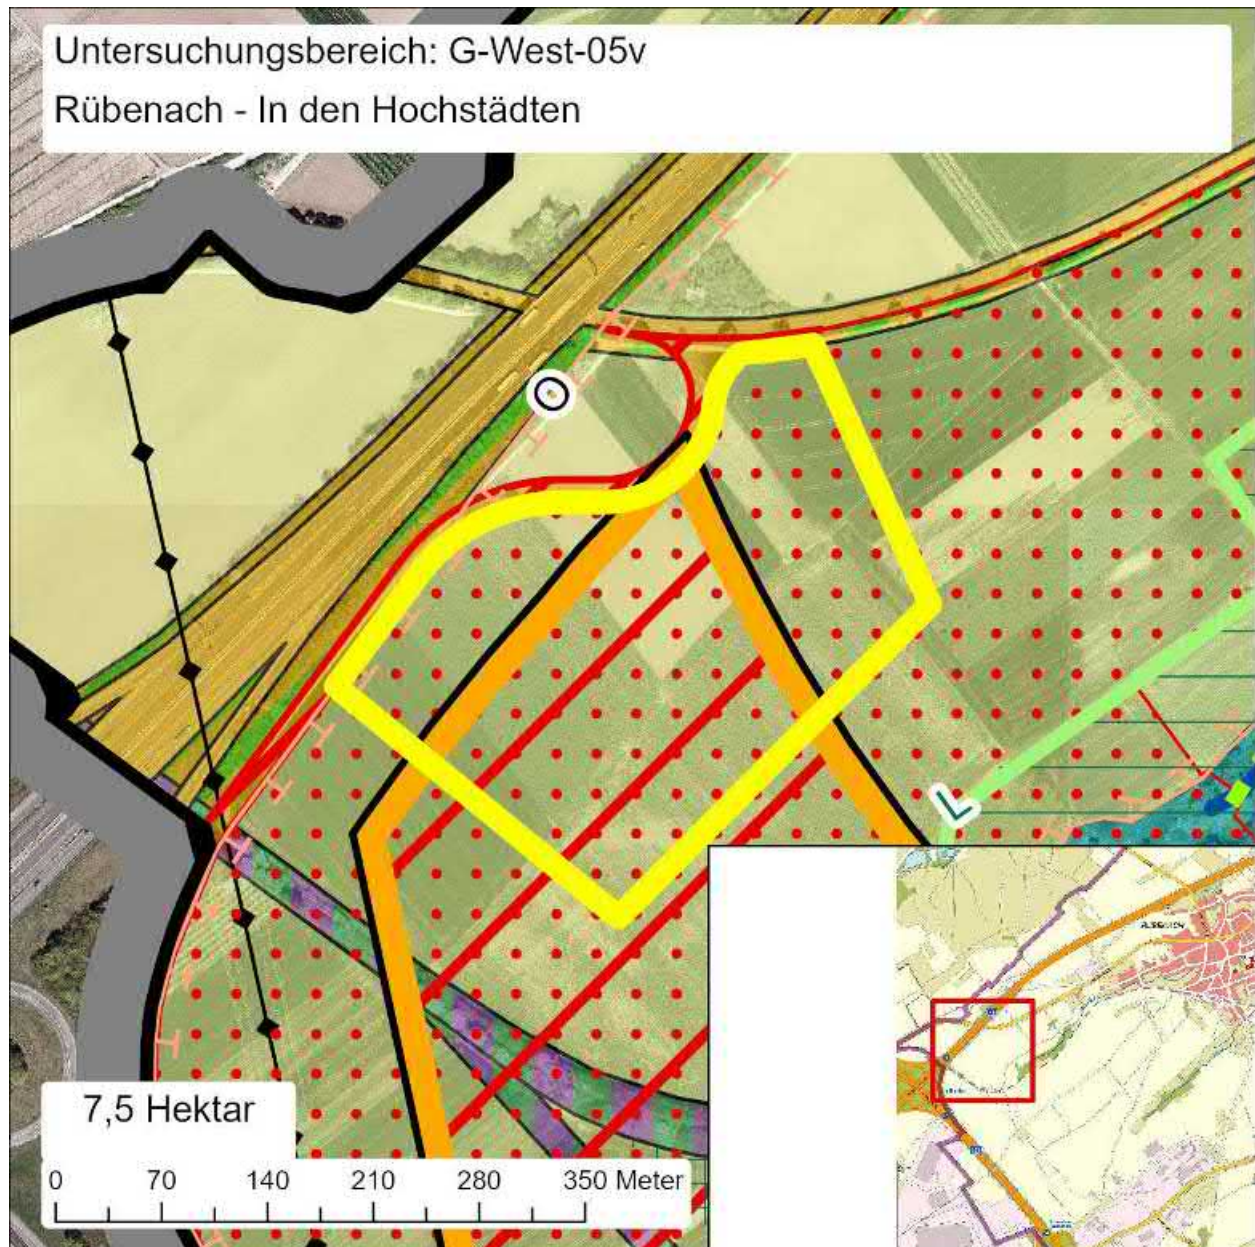 Untersuchungsbereich: G-West-05v
Rübenach - In den Hochstädten
7,5 Hektar
0 70 140 210 280 350 Meter